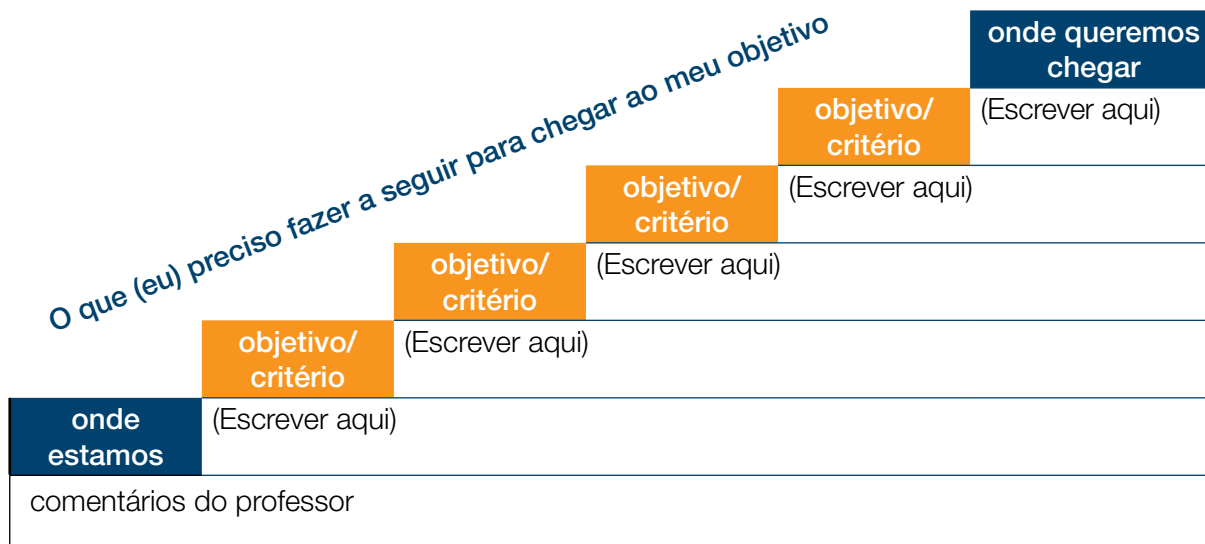 O que (eu) preciso fazer a seguir para chegar ao meu objetivo
onde queremos
chegar
objetivo/
critério
(Escrever aqui)
objetivo/
critério
(Escrever aqui)
objetivo/
critério
(Escrever aqui)
objetivo/
critério
(Escrever aqui)
onde
estamos
(Escrever aqui)
comentários do professor